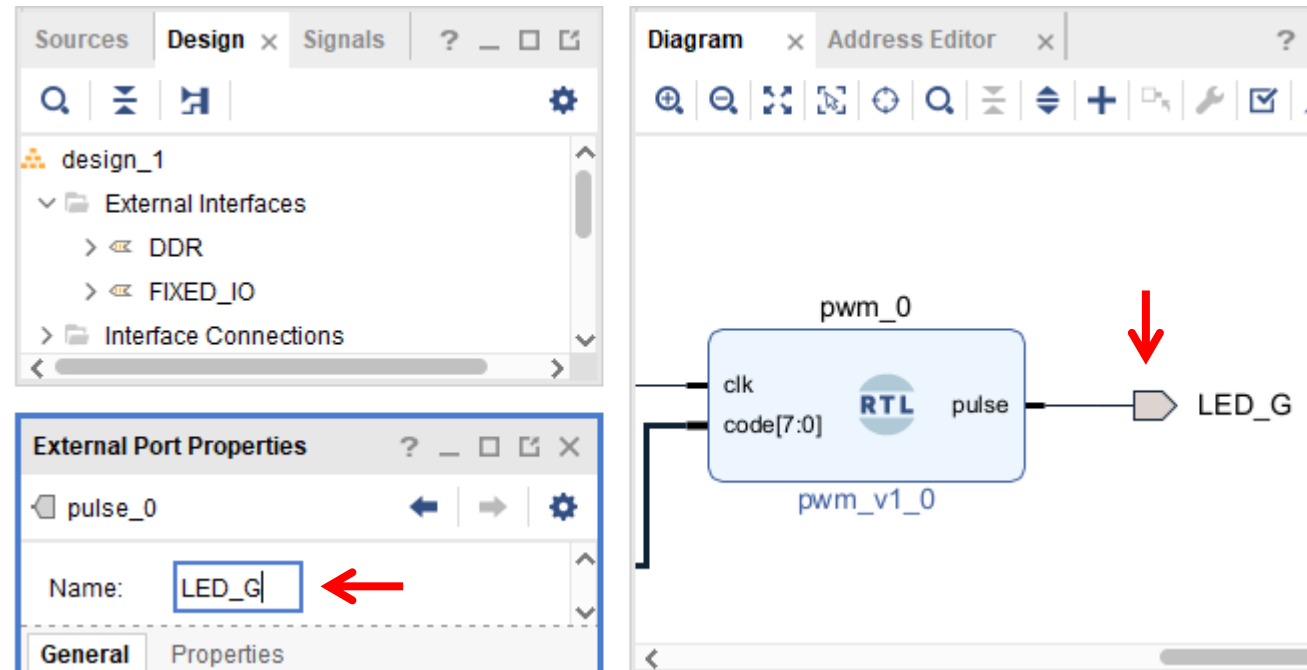 Sources Design × Signals ?
design_1
External Interfaces
DDR
FIXED_IO
Interface Connections
External Port Properties ?
pulse_0
Name: LED_G
General Properties
Diagram × Address Editor × ?
pwm_0
clk
RTL pulse
code[7:0]
LED_G
pwm_v1_0